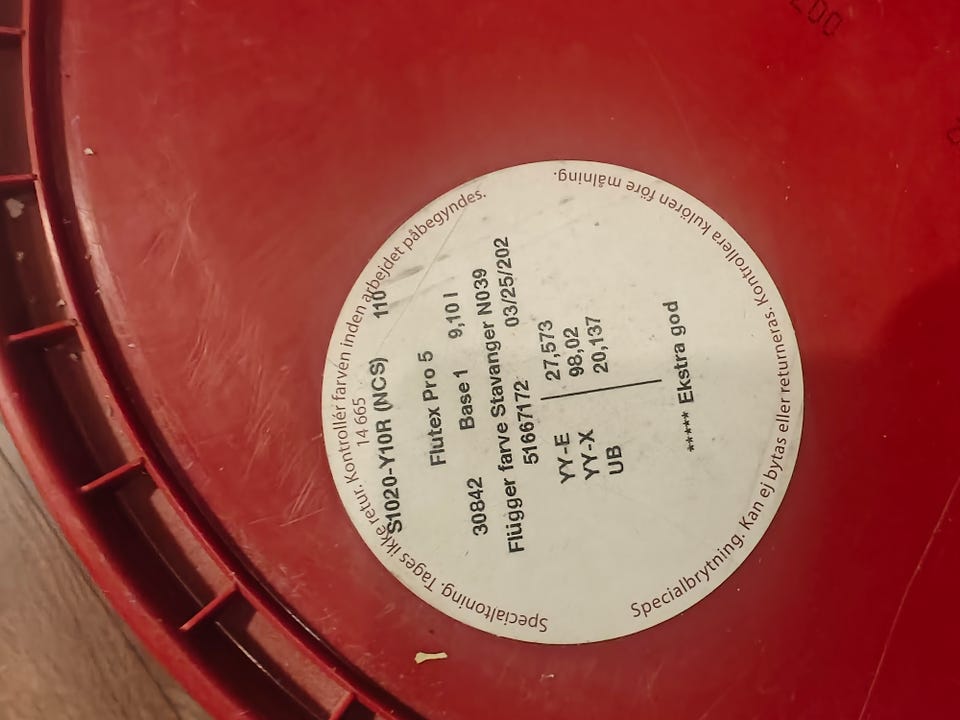 Specialtoning. Tages ikke retur. Kontrollér farven inden arbejdet påbegyndes.
14 665
S1020-Y10R (NCS) 110
Flutex Pro 5
30842 Base 1 9,10 l
Flügger farve Stavanger N039
51667172 03/25/202
YY-E 27,573
YY-X 98,02
UB 20,137
***** Ekstra god
Specialbrytning. Kan ej bytas eller returneras. Kontrollera kulören före målning.